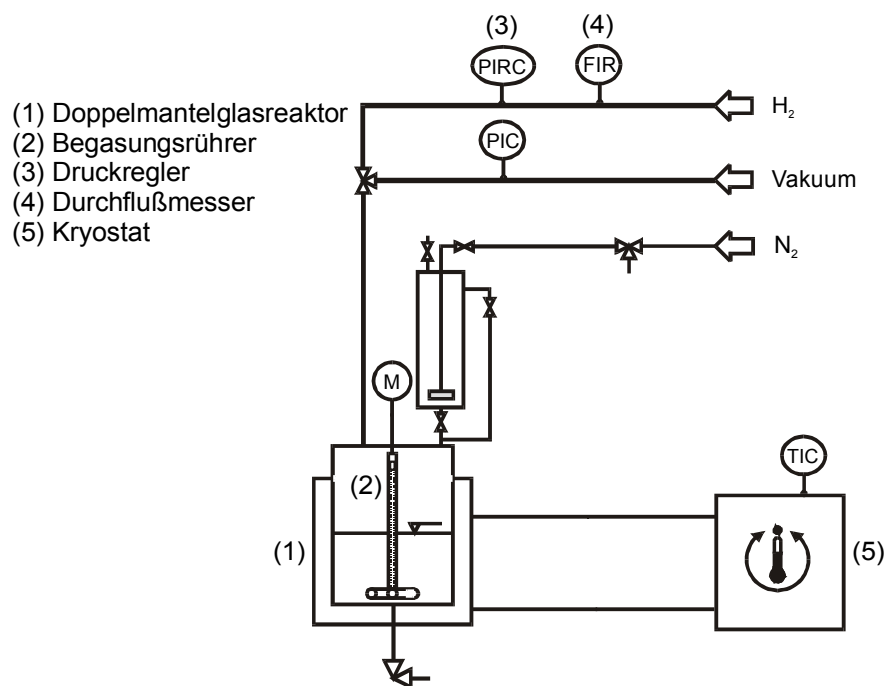 (3)
(4)
PIRC
FIR
H₂
(1) Doppelmantelglasreaktor
(2) Begasungsrührer
(3) Druckregler
(4) Durchflußmesser
(5) Kryostat
PIC
Vakuum
N₂
M
TIC
(2)
(1)
(5)